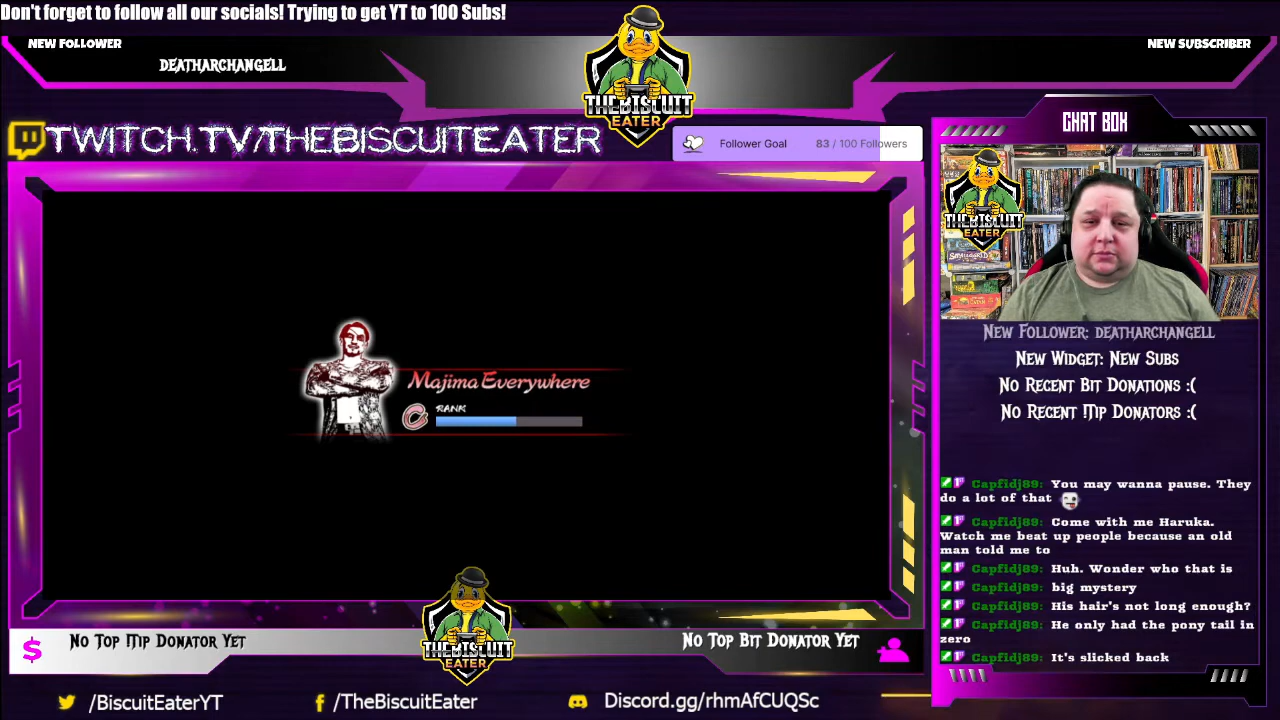 Don't forget to follow all our socials! Trying to get YT to 100 Subs!
NEW FOLLOWER
DEATHARCHANGELL
NEW SUBSCRIBER
THEBISCUIT
EATER
TWITCH.TV/THEBISCUITEATER
Follower Goal 83 / 100 Followers
CHAT BOX
THEBISCUIT
EATER
New Follower: deatharchangell
New Widget: New Subs
No Recent Bit Donations :(
No Recent Tip Donators :(
Majima Everywhere
C RANK
Capfidj89: You may wanna pause. They
do a lot of that
Capfidj89: Come with me Haruka.
Watch me beat up people because an old
man told me to
Capfidj89: Huh. Wonder who that is
Capfidj89: big mystery
Capfidj89: His hair's not long enough?
Capfidj89: He only had the pony tail in
zero
Capfidj89: It's slicked back
No Top Tip Donator Yet
THEBISCUIT
EATER
No Top Bit Donator Yet
/BiscuitEaterYT
/TheBiscuitEater
Discord.gg/rhmAfCUQSc